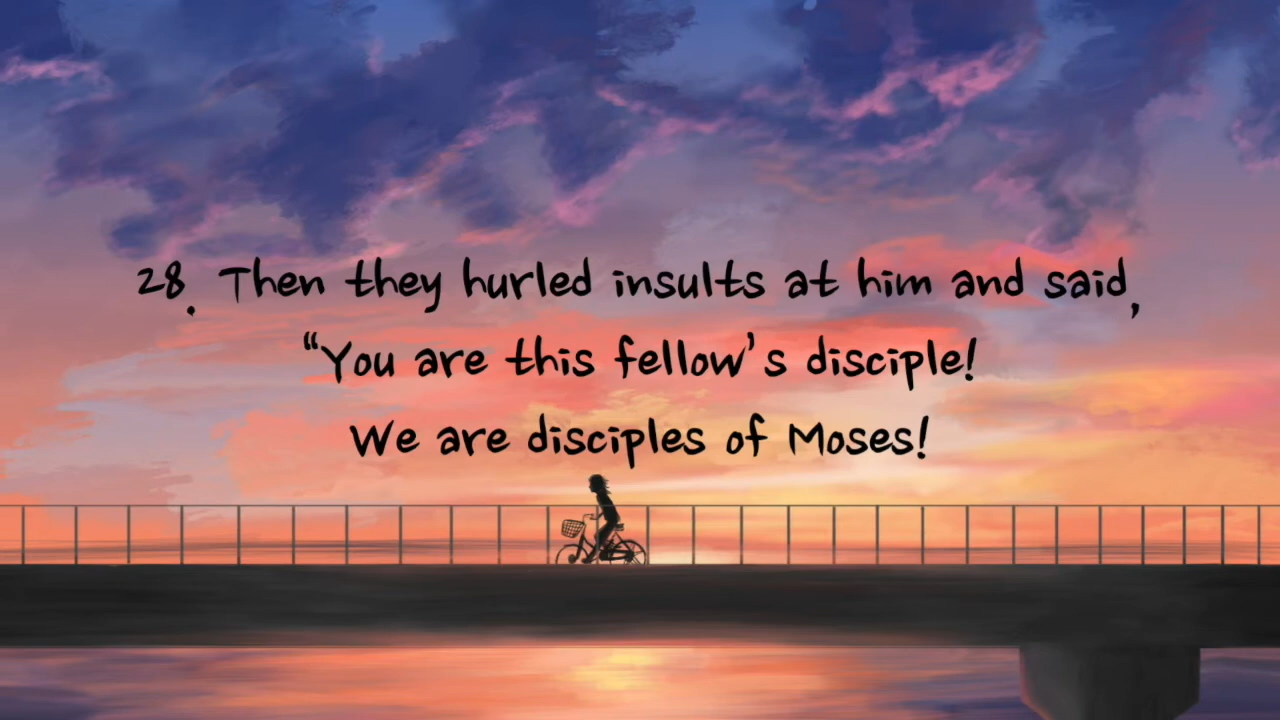 28. Then they hurled insults at him and said,
“You are this fellow’s disciple!
We are disciples of Moses!